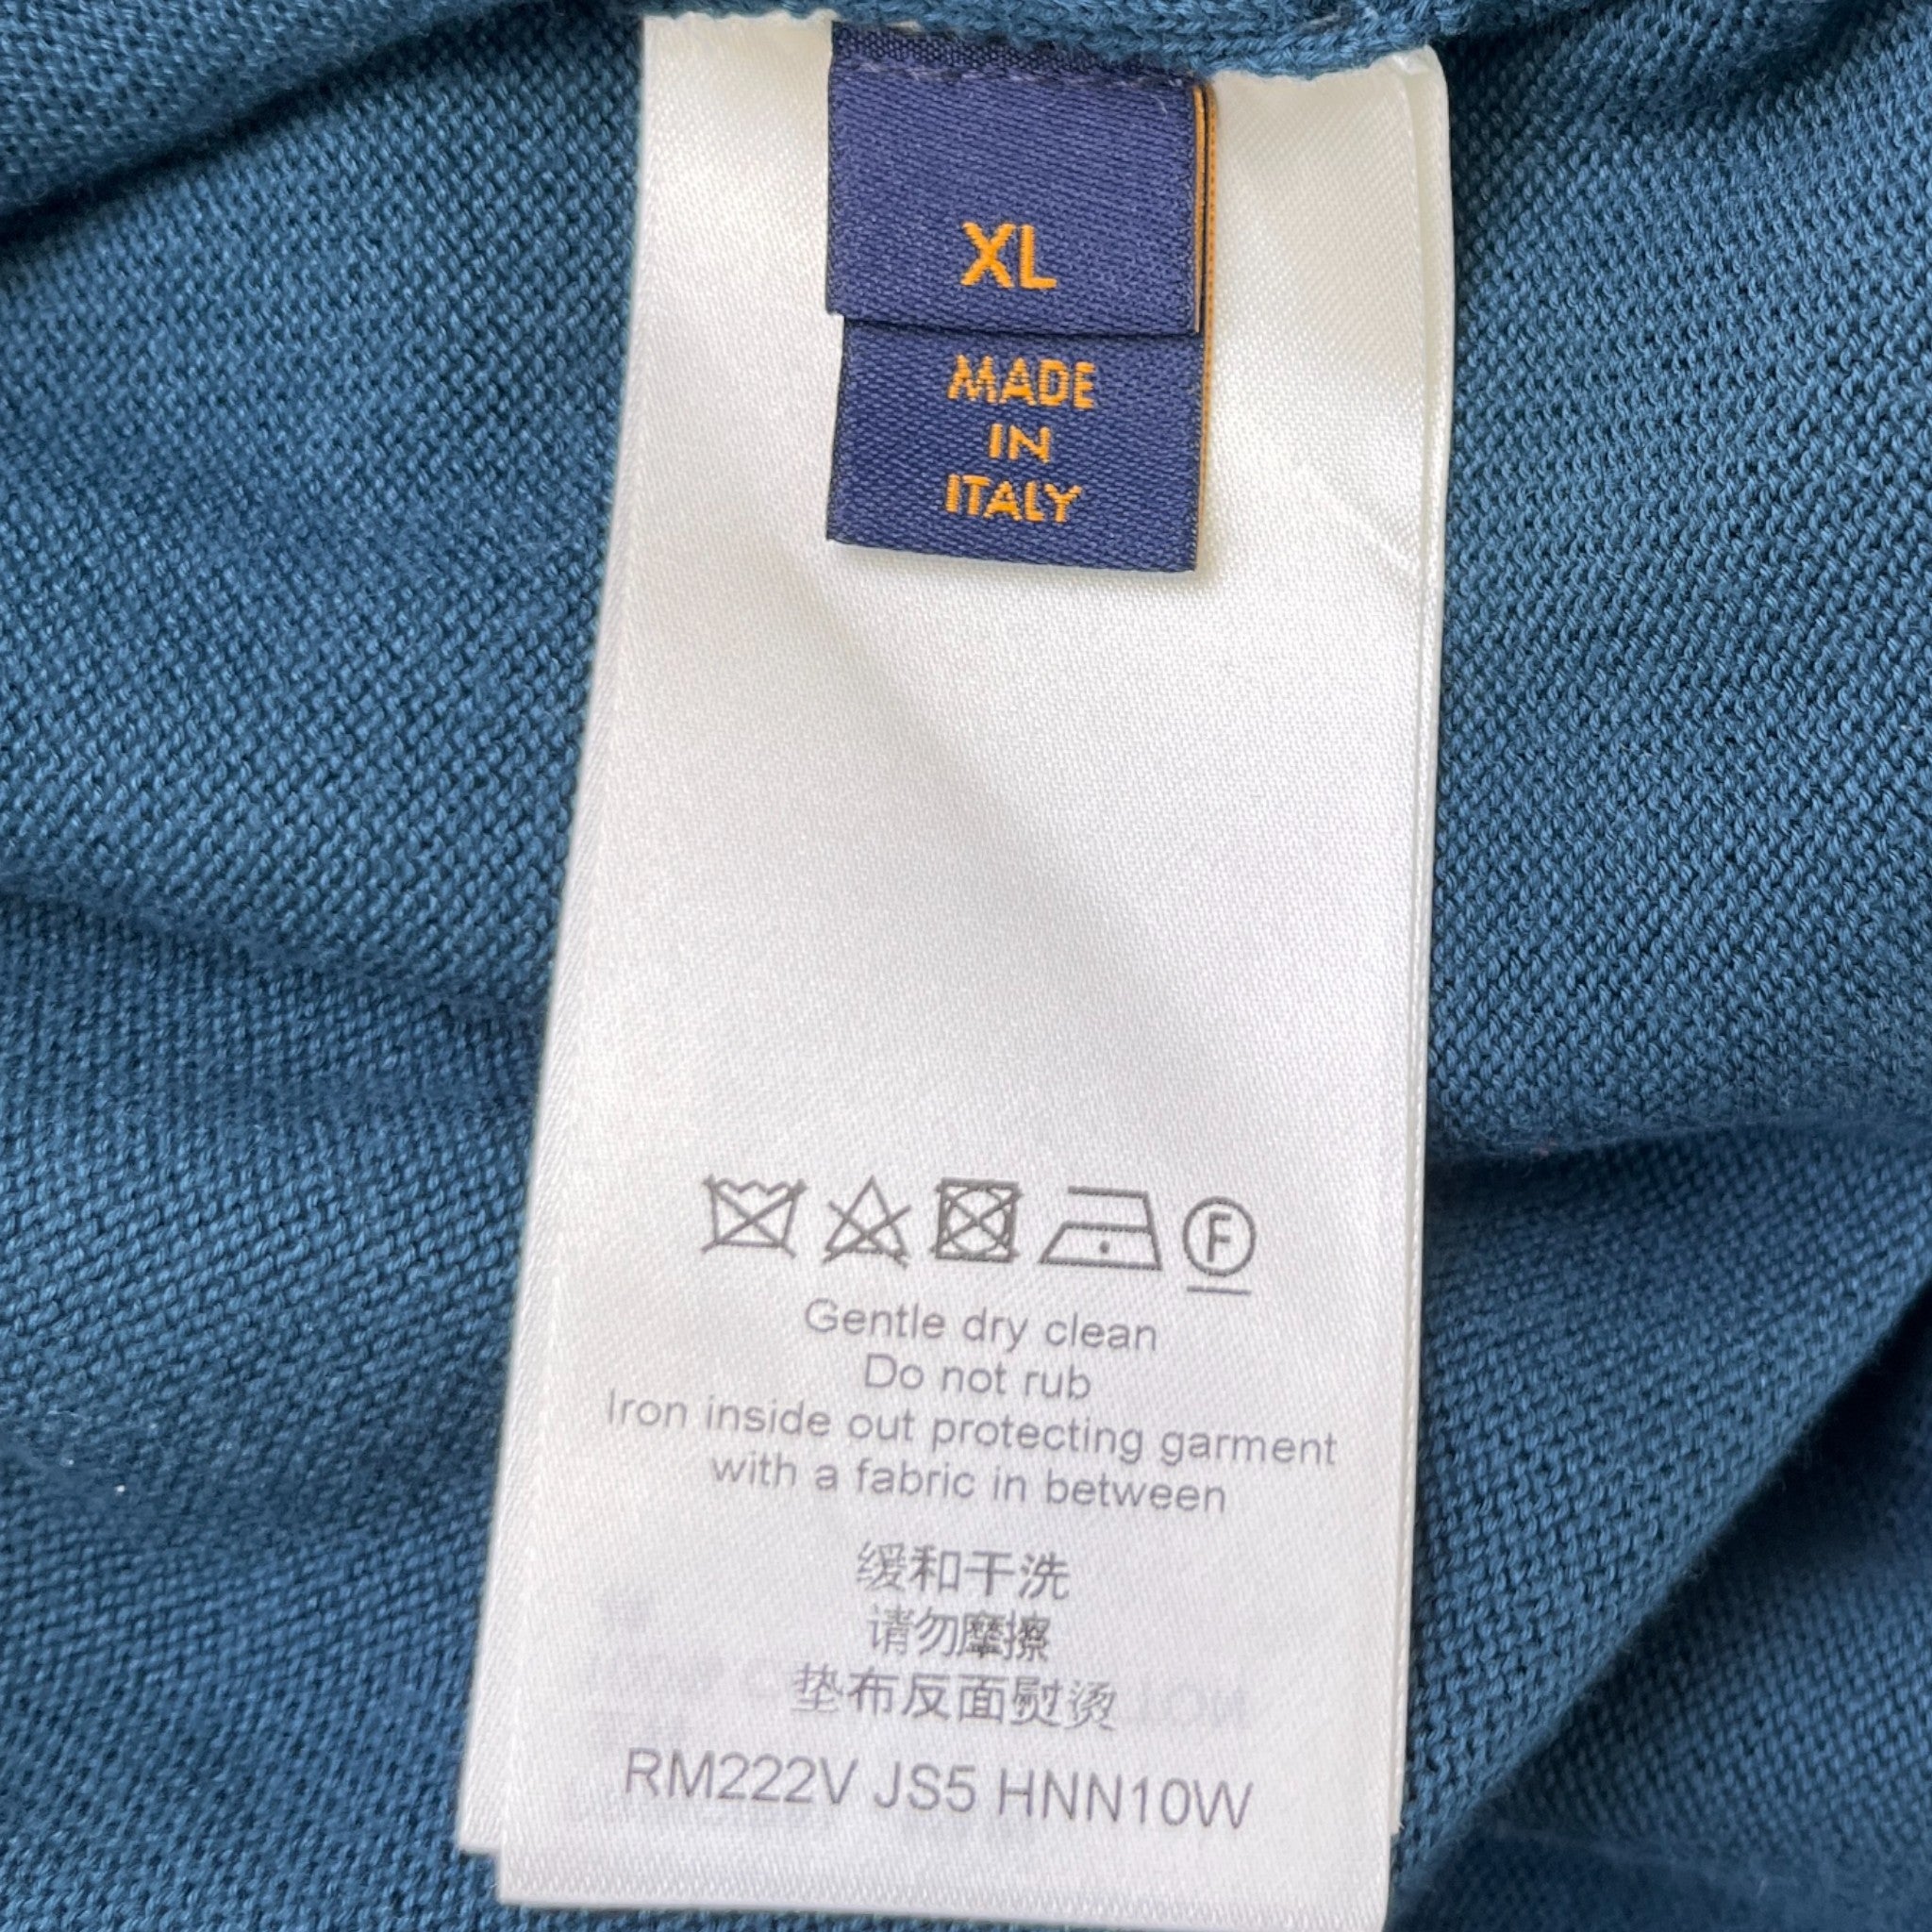 XL
MADE
IN
ITALY
F
Gentle dry clean
Do not rub
Iron inside out protecting garment
with a fabric in between
缓和干洗
请勿摩擦
垫布反面熨烫
RM222V JS5 HNN10W